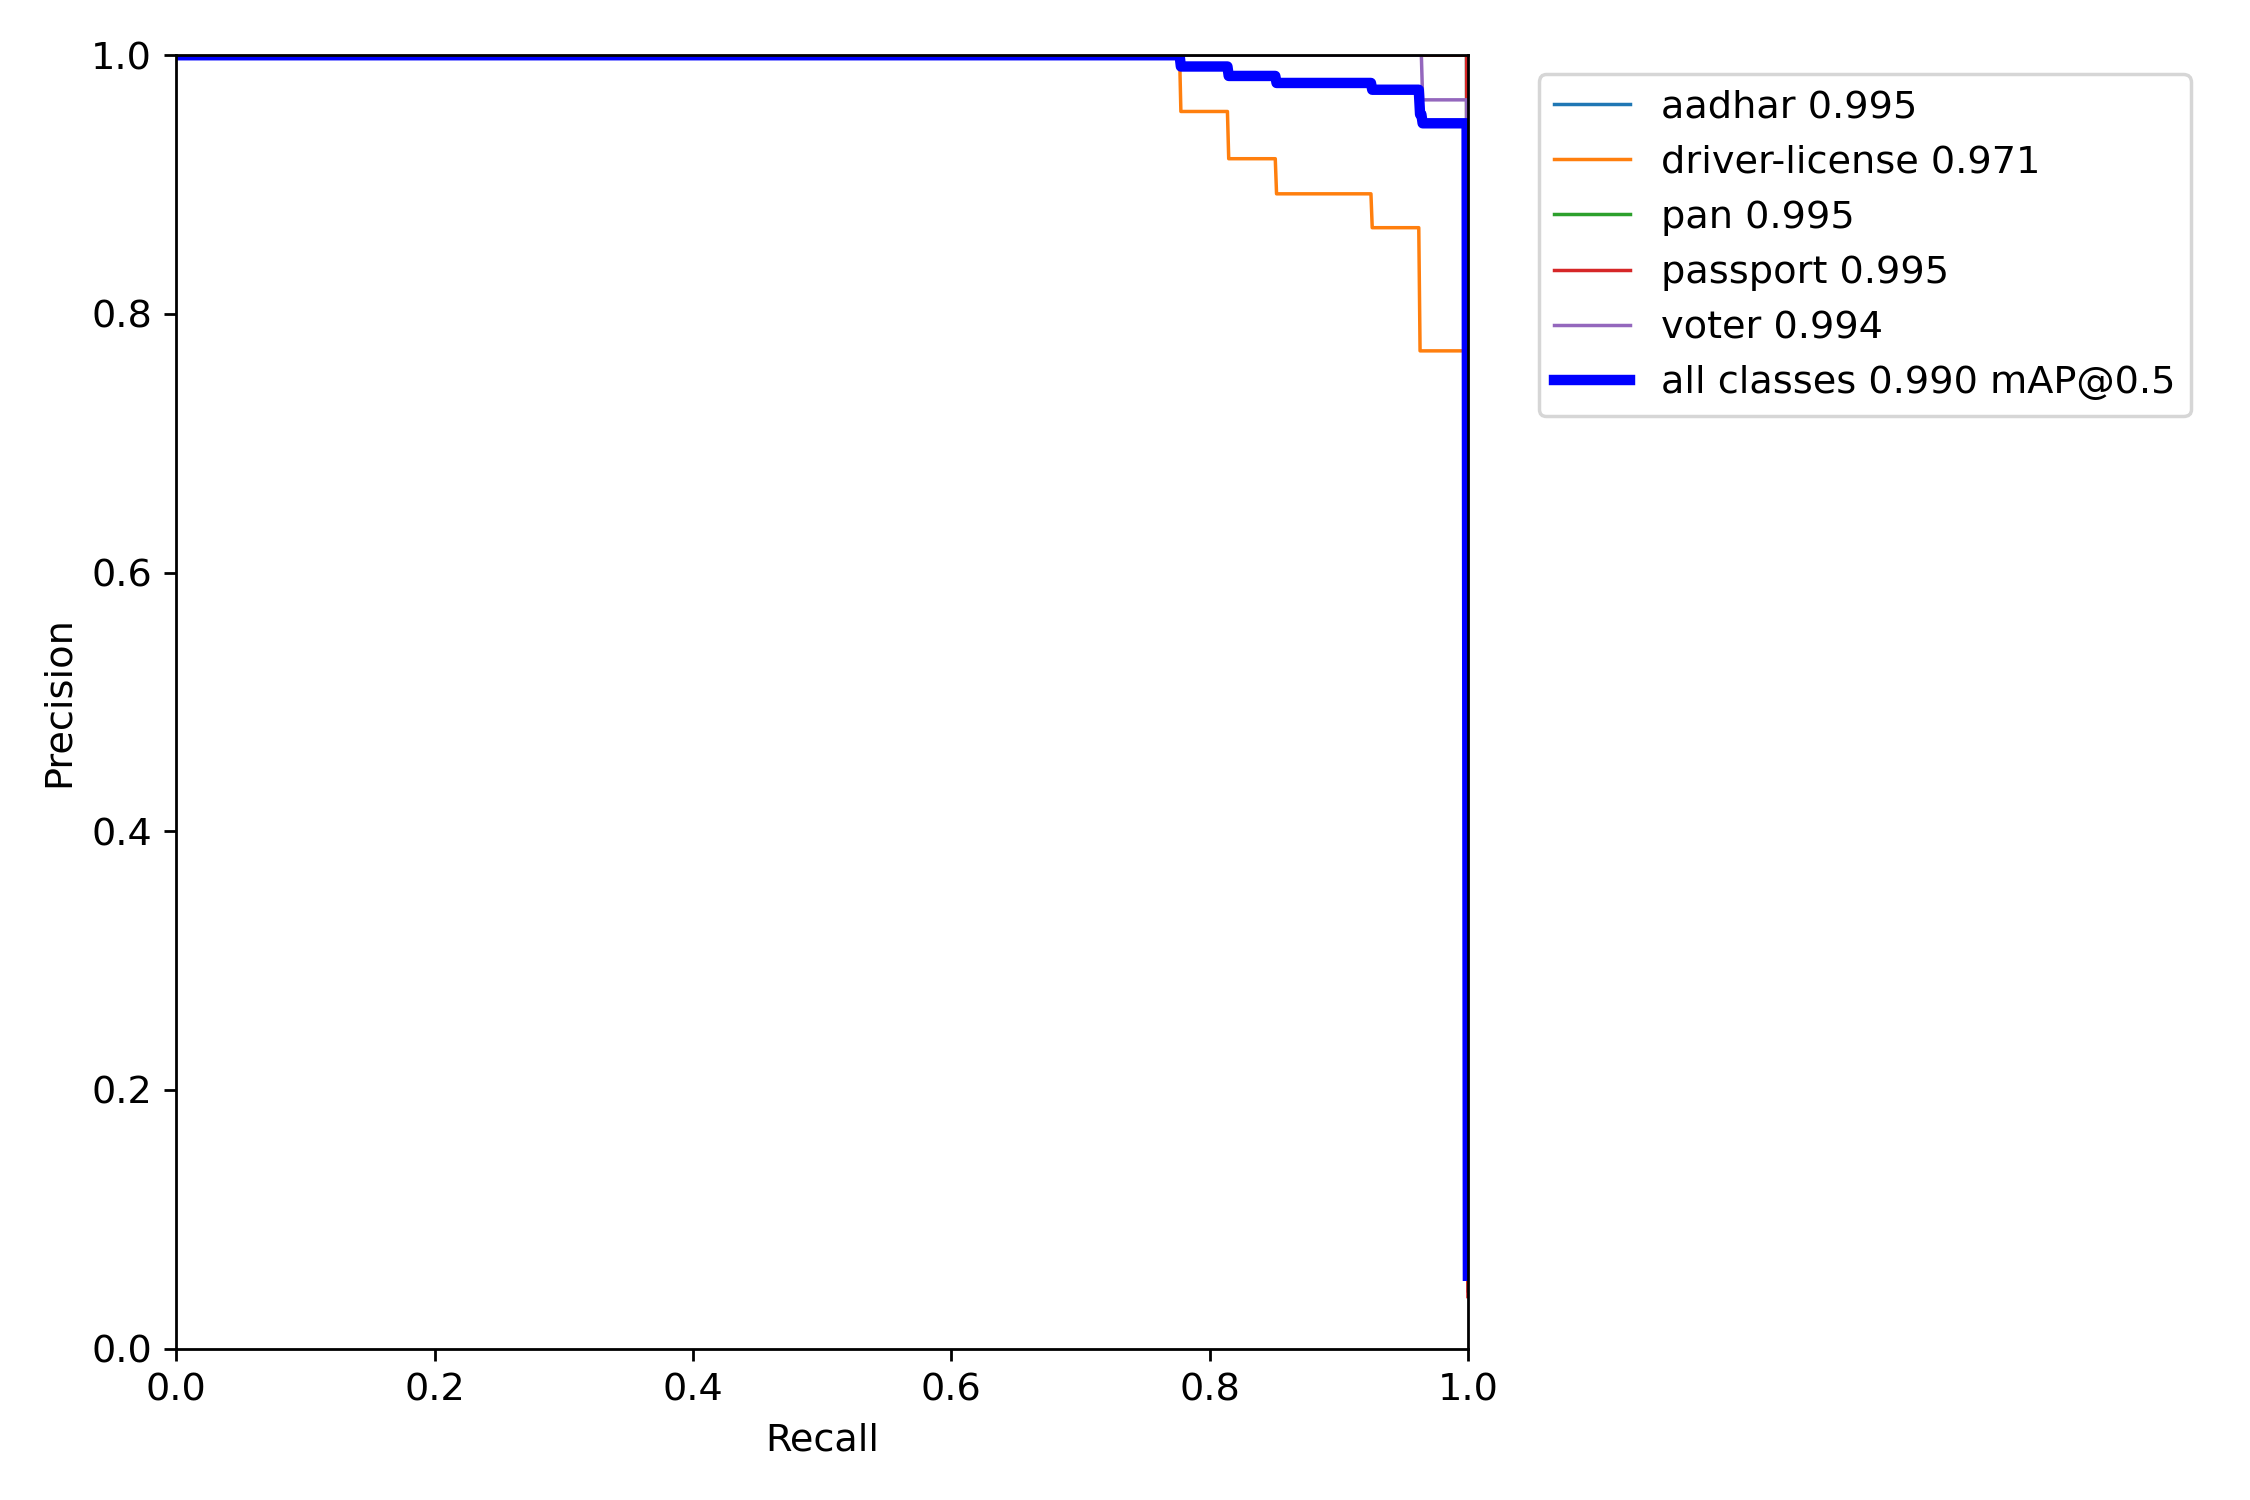 1.0
0.8
0.6
0.4
0.2
0.0
Precision
0.0 0.2 0.4 0.6 0.8 1.0
Recall
aadhar 0.995
driver-license 0.971
pan 0.995
passport 0.995
voter 0.994
all classes 0.990 mAP@0.5